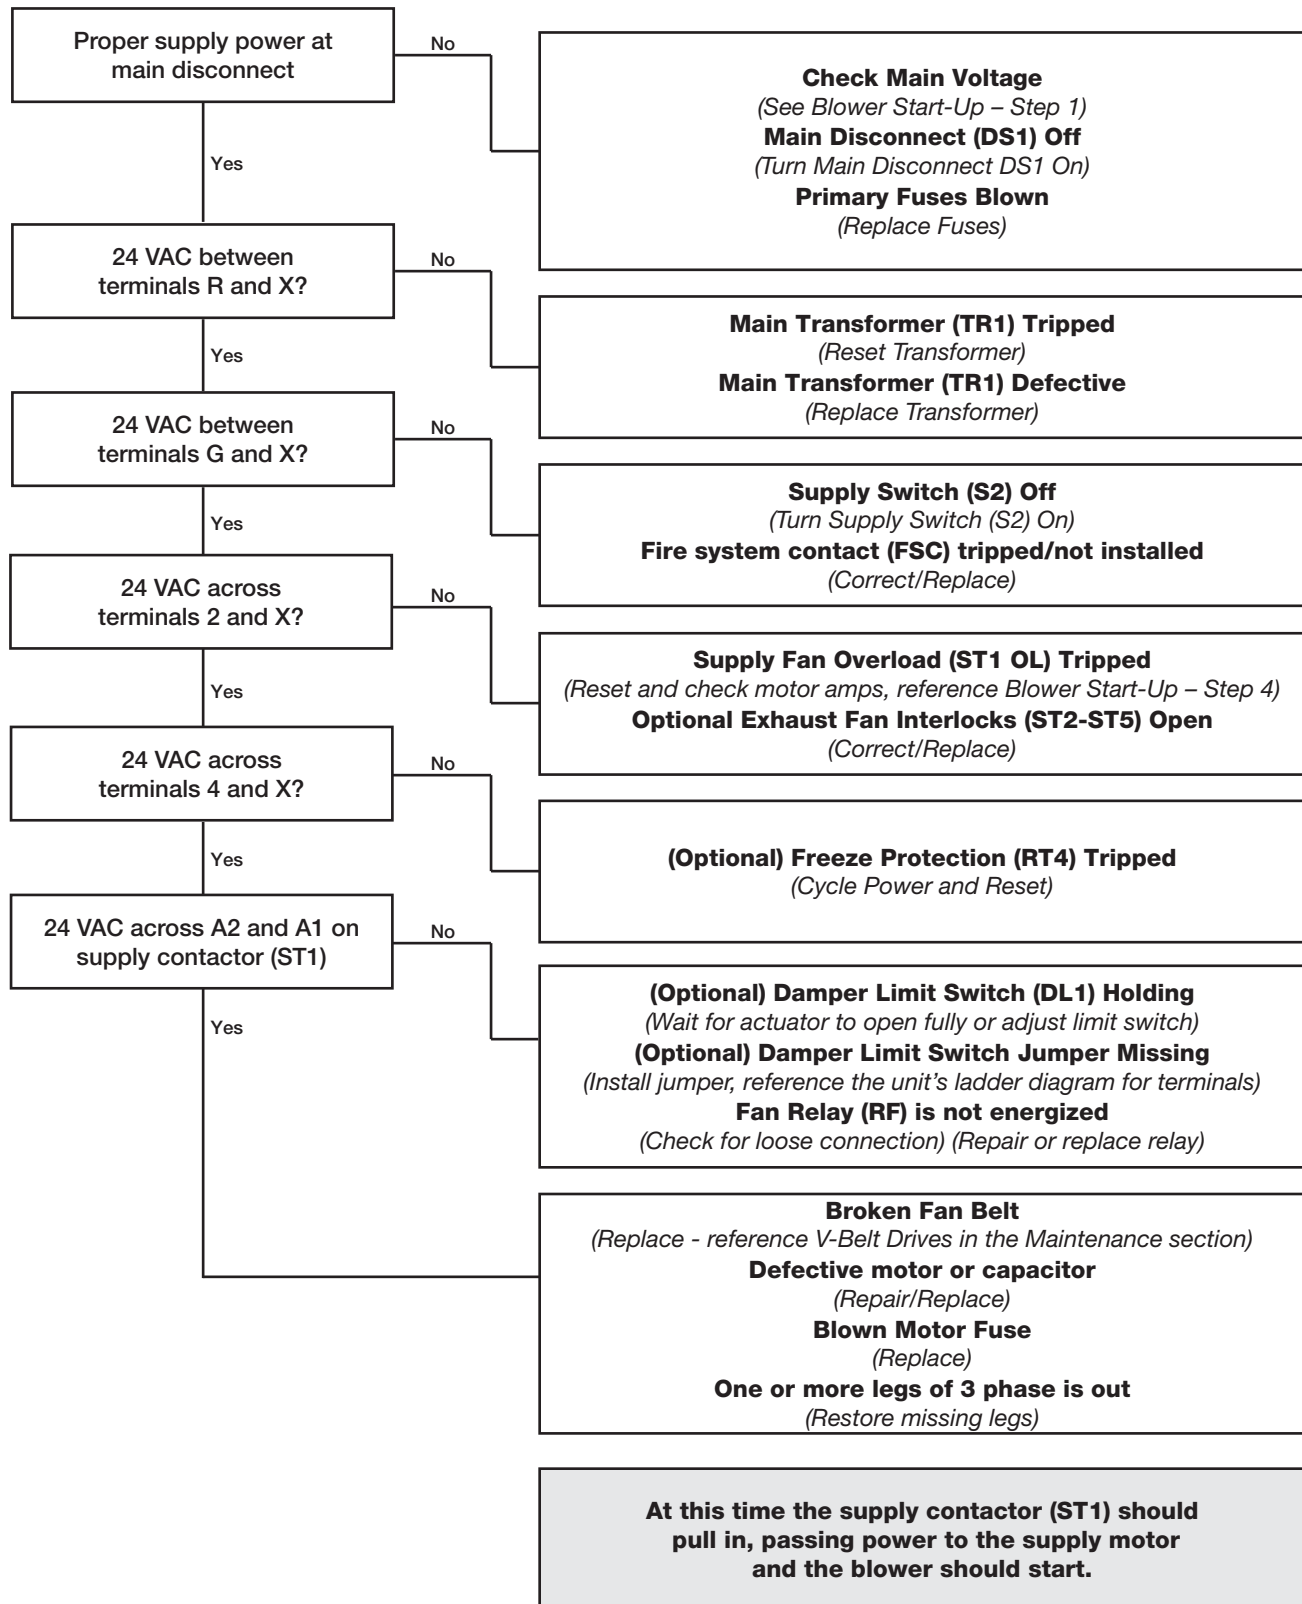 Proper supply power at
main disconnect
No
Check Main Voltage
(See Blower Start-Up – Step 1)
Main Disconnect (DS1) Off
(Turn Main Disconnect DS1 On)
Primary Fuses Blown
(Replace Fuses)
Yes
24 VAC between
terminals R and X?
No
Main Transformer (TR1) Tripped
(Reset Transformer)
Main Transformer (TR1) Defective
(Replace Transformer)
Yes
24 VAC between
terminals G and X?
No
Supply Switch (S2) Off
(Turn Supply Switch (S2) On)
Fire system contact (FSC) tripped/not installed
(Correct/Replace)
Yes
24 VAC across
terminals 2 and X?
No
Supply Fan Overload (ST1 OL) Tripped
(Reset and check motor amps, reference Blower Start-Up – Step 4)
Optional Exhaust Fan Interlocks (ST2-ST5) Open
(Correct/Replace)
Yes
24 VAC across
terminals 4 and X?
No
(Optional) Freeze Protection (RT4) Tripped
(Cycle Power and Reset)
Yes
24 VAC across A2 and A1 on
supply contactor (ST1)
No
(Optional) Damper Limit Switch (DL1) Holding
(Wait for actuator to open fully or adjust limit switch)
(Optional) Damper Limit Switch Jumper Missing
(Install jumper, reference the unit's ladder diagram for terminals)
Fan Relay (RF) is not energized
(Check for loose connection) (Repair or replace relay)
Yes
Broken Fan Belt
(Replace - reference V-Belt Drives in the Maintenance section)
Defective motor or capacitor
(Repair/Replace)
Blown Motor Fuse
(Replace)
One or more legs of 3 phase is out
(Restore missing legs)
At this time the supply contactor (ST1) should
pull in, passing power to the supply motor
and the blower should start.